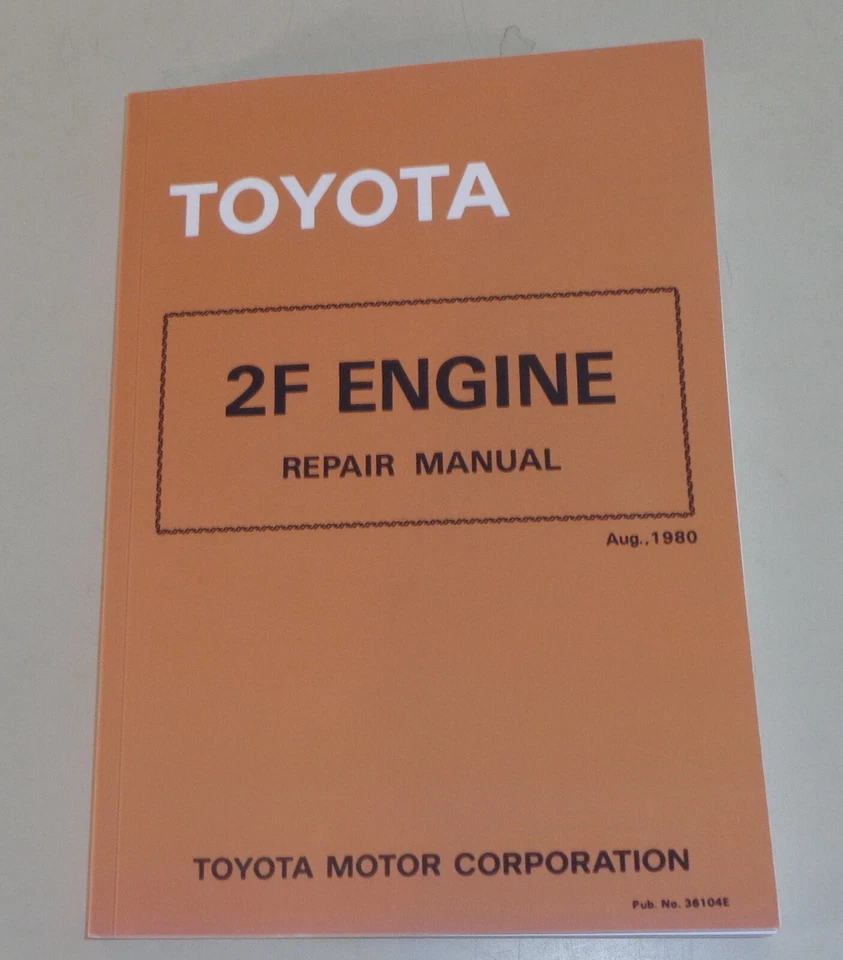 TOYOTA
2F ENGINE
REPAIR MANUAL
Aug.,1980
TOYOTA MOTOR CORPORATION
Pub. No. 36104E